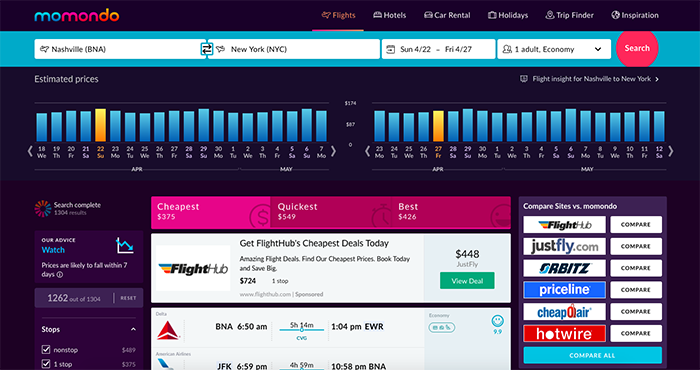 momondo
Flights
Hotels
Car Rental
Holidays
Trip Finder
Inspiration
Nashville (BNA)
New York (NYC)
Sun 4/22 – Fri 4/27
1 adult, Economy
Search
Estimated prices
Flight insight for Nashville to New York
$174
$87
0
18 19 20 21 22 23 24 25 26 27 28 29 30 1 2 3 4 5 6 7
We Th Fr Sa Su Mo Tu We Th Fr Sa Su Mo Tu We Th Fr Sa Su Mo
APR MAY
23 24 25 26 27 28 29 30 1 2 3 4 5 6 7 8 9 10 11 12
Mo Tu We Th Fr Sa Su Mo Tu We Th Fr Sa Su Mo Tu We Th Fr Sa
APR MAY
Search complete
1304 results
OUR ADVICE
Watch
Prices are likely to fall within 7
days
1262 out of 1304 RESET
Stops
nonstop $489
1 stop $375
Cheapest
$375
Quickest
$549
Best
$426
FlightHub
Get FlightHub's Cheapest Deals Today
Amazing Flight Deals. Find Our Cheapest Prices. Book Today
and Save Big.
$724 1 stop
www.flighthub.com | Sponsored
$448
JustFly
View Deal
Delta
BNA 6:50 am 5h 14m 1:04 pm EWR
CVG
Economy
9.9
American Airlines
JFK 6:59 pm 4h 59m 10:58 pm BNA
Compare Sites vs. momondo
FlightHub COMPARE
justfly.com COMPARE
ORBITZ COMPARE
priceline COMPARE
cheapOair COMPARE
hotwire COMPARE
COMPARE ALL